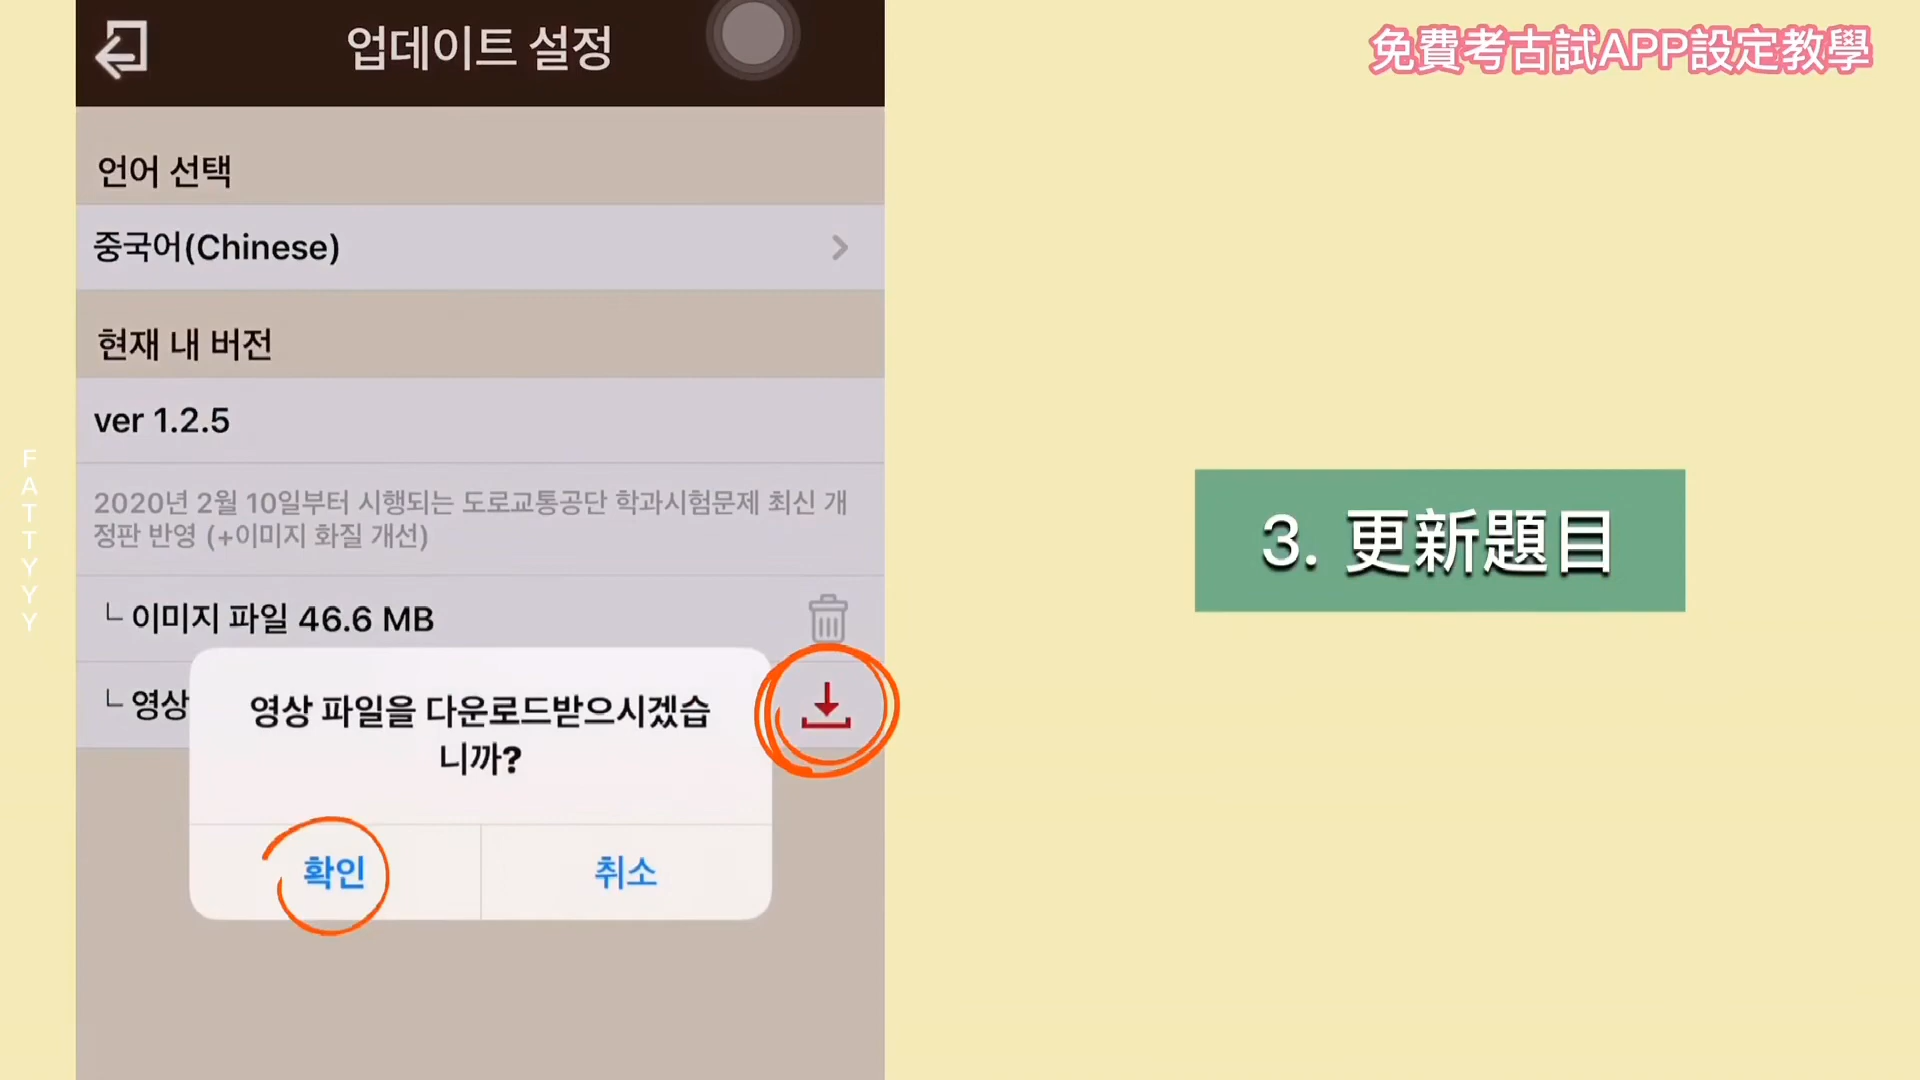 업데이트 설정
免費考古試APP設定教學
언어 선택
중국어(Chinese)
현재 내 버전
ver 1.2.5
2020년 2월 10일부터 시행되는 도로교통공단 학과시험문제 최신 개
정판 반영 (+이미지 화질 개선)
└ 이미지 파일 46.6 MB
└ 영상
영상 파일을 다운로드받으시겠습
니까?
확인
취소
3. 更新題目
FATTYYY